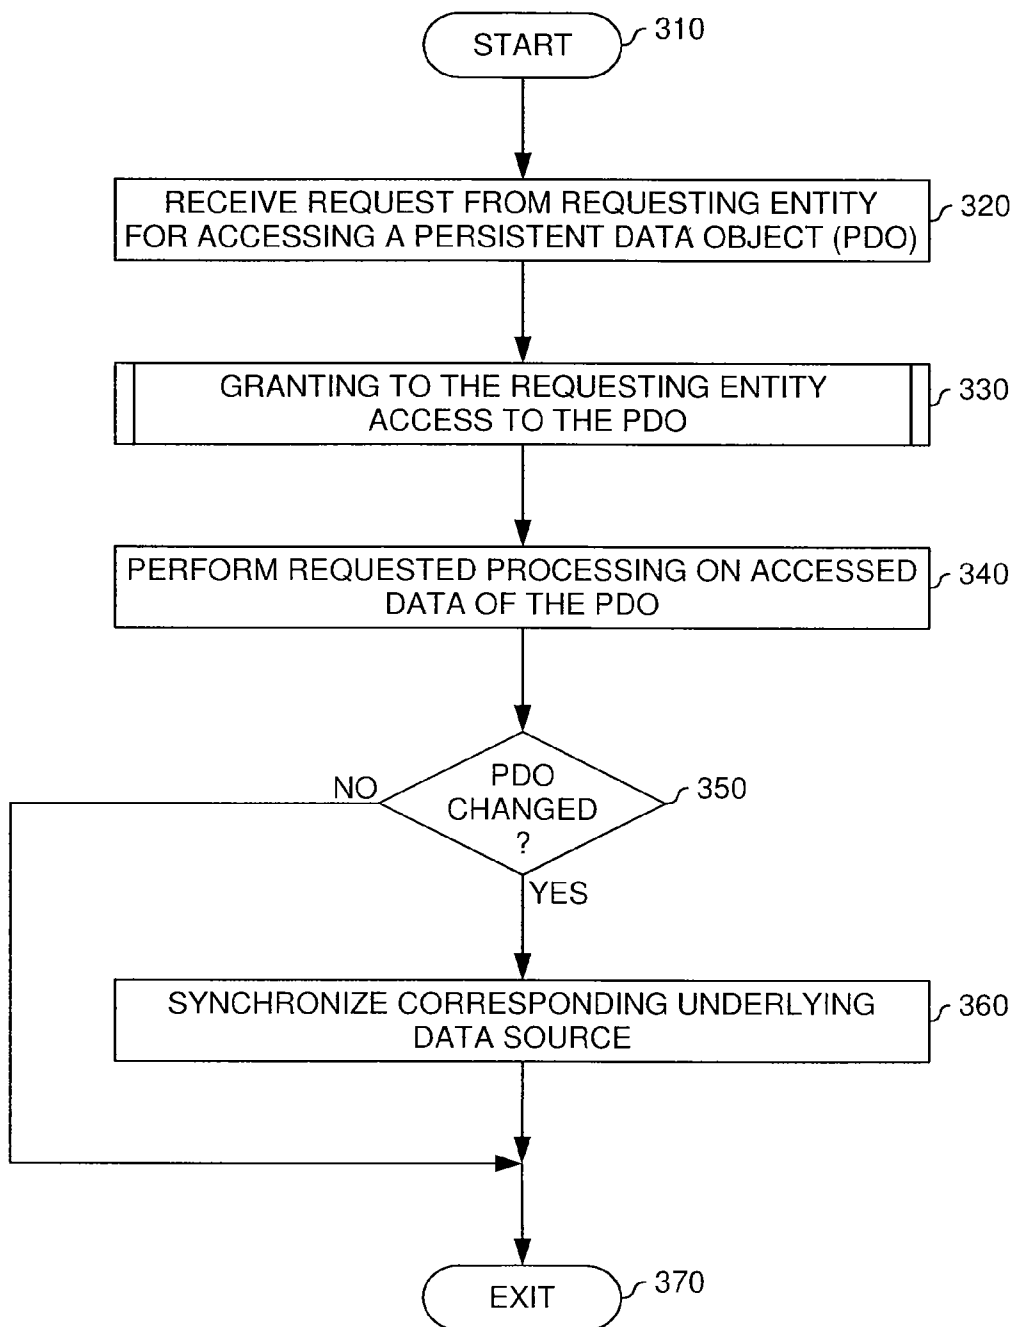 START
310
RECEIVE REQUEST FROM REQUESTING ENTITY
FOR ACCESSING A PERSISTENT DATA OBJECT (PDO)
320
GRANTING TO THE REQUESTING ENTITY
ACCESS TO THE PDO
330
PERFORM REQUESTED PROCESSING ON ACCESSED
DATA OF THE PDO
340
NO
PDO
CHANGED
?
350
YES
SYNCHRONIZE CORRESPONDING UNDERLYING
DATA SOURCE
360
EXIT
370